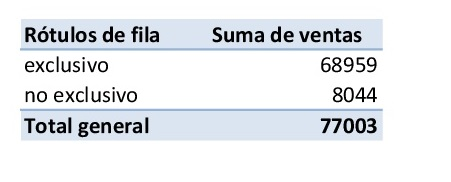 Rótulos de fila Suma de ventas
exclusivo 68959
no exclusivo 8044
Total general 77003